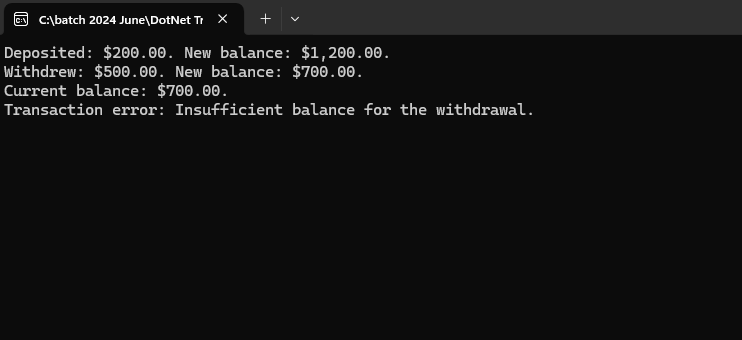 C:\batch 2024 June\DotNet Tr
Deposited: $200.00. New balance: $1,200.00.
Withdrew: $500.00. New balance: $700.00.
Current balance: $700.00.
Transaction error: Insufficient balance for the withdrawal.